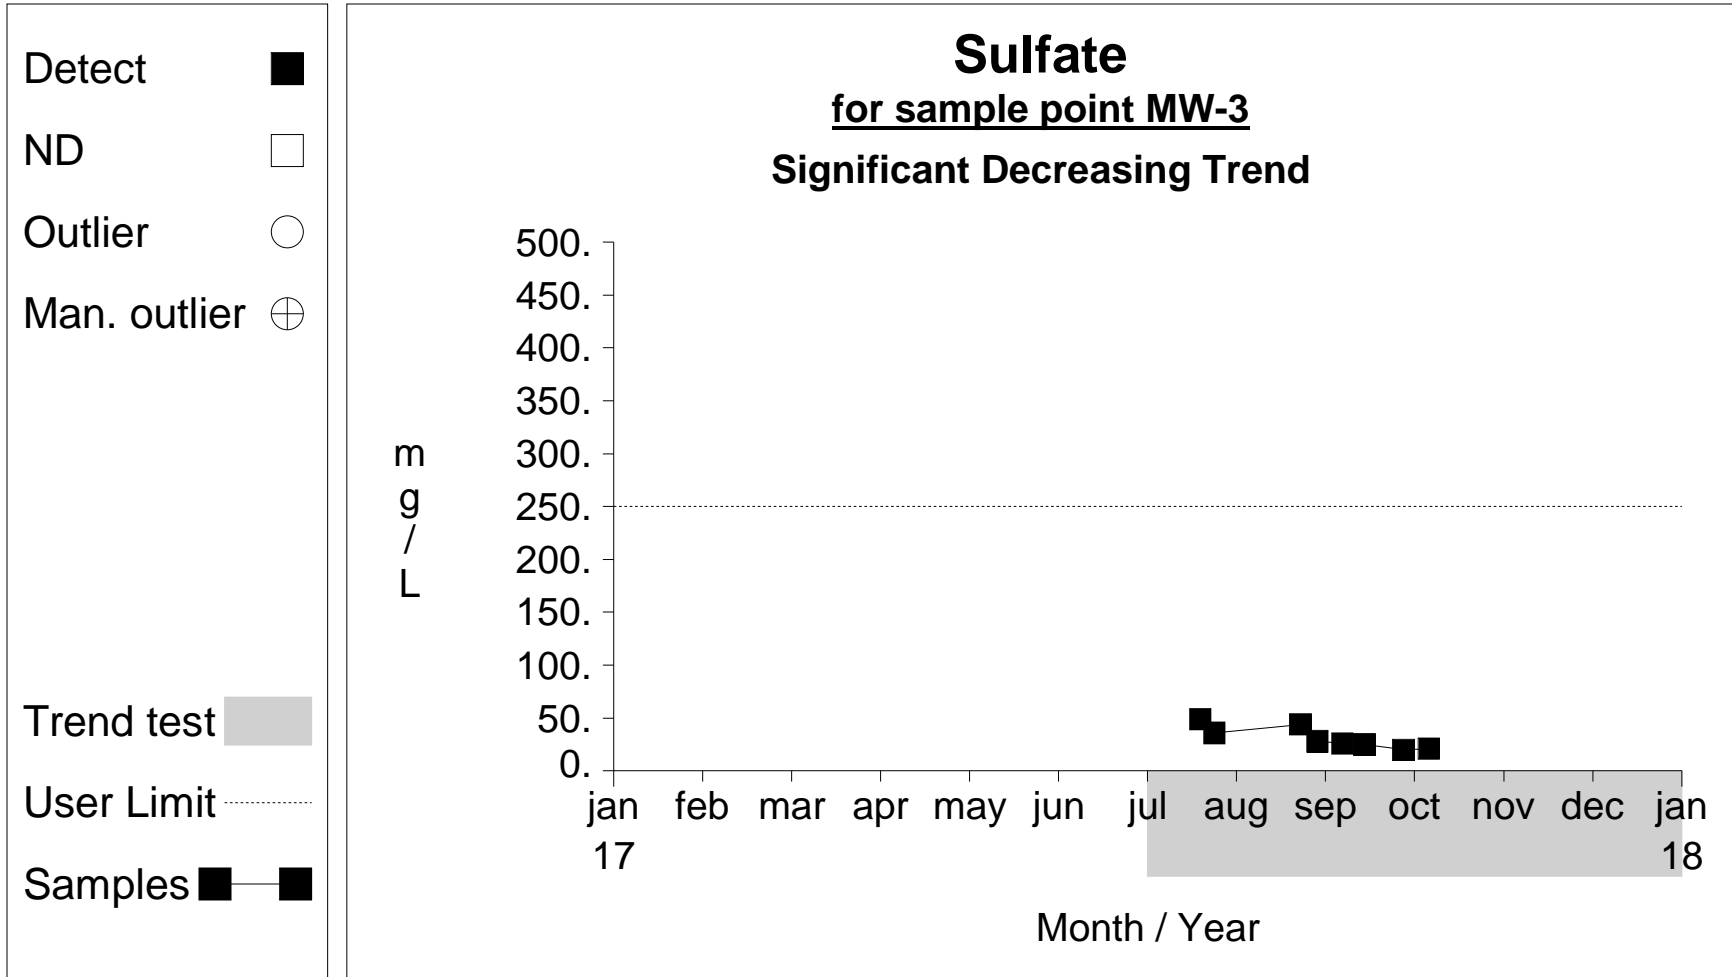 Detect
ND
Outlier
Man. outlier
Trend test
User Limit
Samples
Sulfate
for sample point MW-3
Significant Decreasing Trend
500.
450.
400.
350.
300.
250.
200.
150.
100.
50.
0.
m
g
/
L
jan feb mar apr may jun jul aug sep oct nov dec jan
17 18
Month / Year